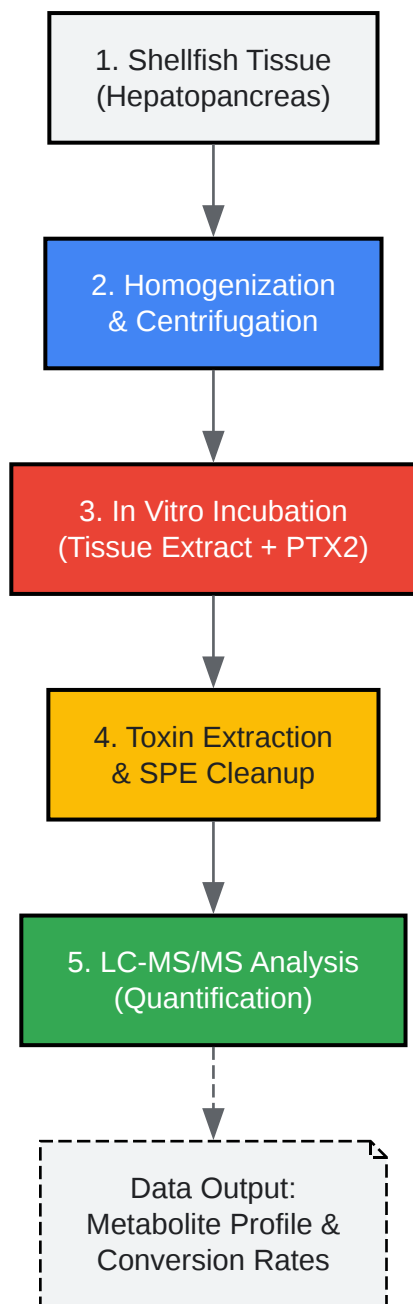 1. Shellfish Tissue
(Hepatopancreas)
2. Homogenization
& Centrifugation
3. In Vitro Incubation
(Tissue Extract + PTX2)
4. Toxin Extraction
& SPE Cleanup
5. LC-MS/MS Analysis
(Quantification)
Data Output:
Metabolite Profile &
Conversion Rates